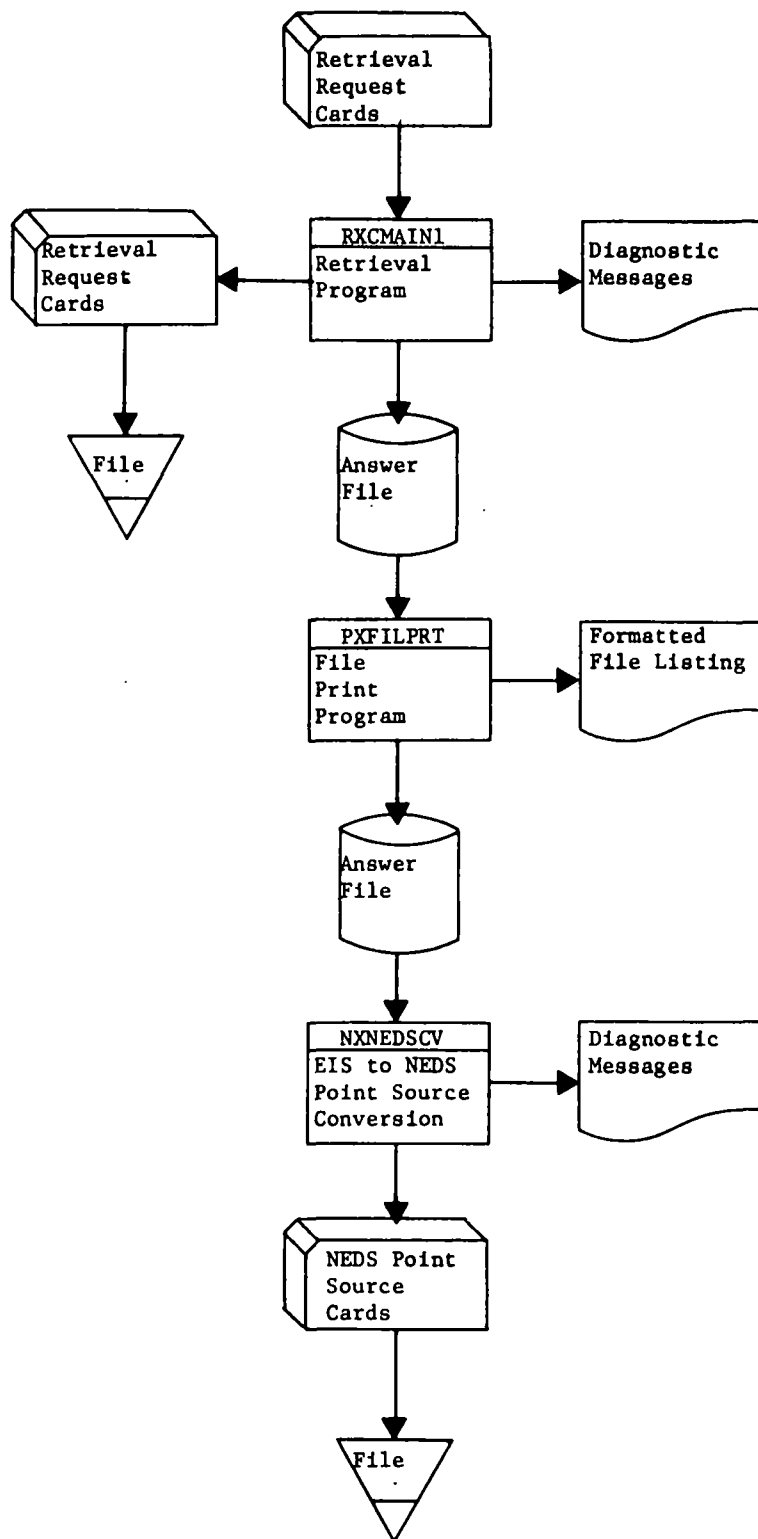 Retrieval
Request
Cards
Retrieval
Request
Cards
RXCMAIN1
Retrieval
Program
Diagnostic
Messages
File
Answer
File
PXFILPRT
File
Print
Program
Formatted
File Listing
Answer
File
NXNEDSCV
EIS to NEDS
Point Source
Conversion
Diagnostic
Messages
NEDS Point
Source
Cards
File